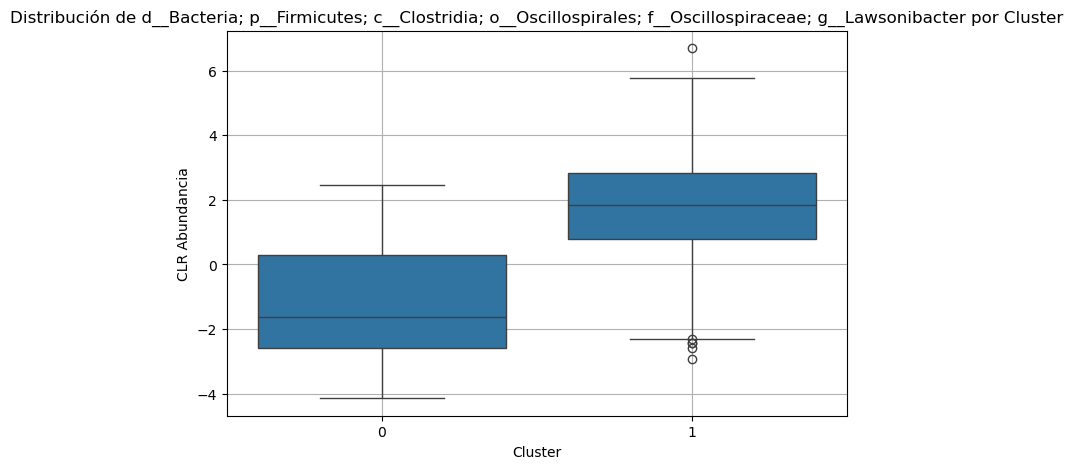 Distribución de d__Bacteria; p__Firmicutes; c__Clostridia; o__Oscillospirales; f__Oscillospiraceae; g__Lawsonibacter por Cluster
6
4
2
0
−2
−4
CLR Abundancia
0 1
Cluster